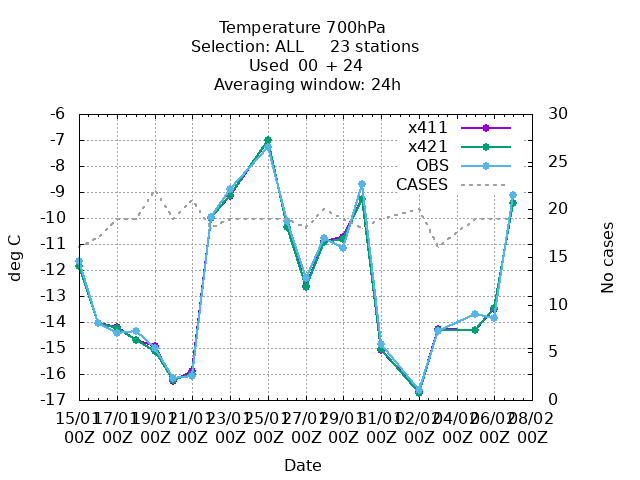 Temperature 700hPa
Selection: ALL 23 stations
Used 00 + 24
Averaging window: 24h
-6 30
x411
-7 x421
-8 OBS 25
CASES
-9
-10 20
-11
deg C
No cases
-12 15
-13 10
-14
-15 5
-16
-17 0
15/01 17/01 19/01 21/01 23/01 25/01 27/01 29/01 31/01 02/02 04/02 06/02 08/02
00Z 00Z 00Z 00Z 00Z 00Z 00Z 00Z 00Z 00Z 00Z 00Z 00Z
Date